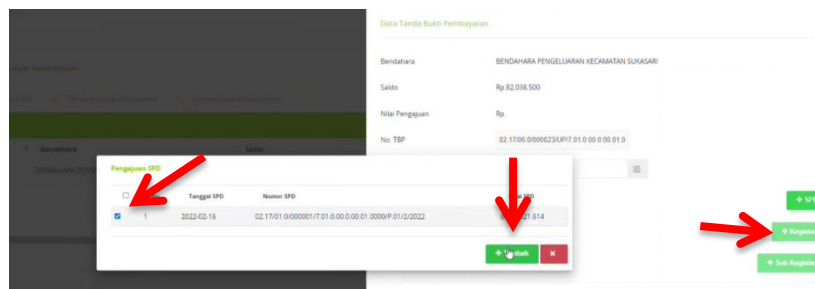 Data Tanda Bukti Pembayaran
Bendahara BENDAHARA PENGELUARAN KECAMATAN SUKASARI
Saldo Rp.82.038.500
Nilai Pengajuan Rp.
No. TBP 02.17/06.0/000023/UP/7.01.0.00.0.00.01.0
Bendahara Saldo
Pengajuan SPD
Tanggal SPD Nomor SPD SPD
1 2022-02-16 02.17/01.0/000001/7.01.0.00.0.00.01.0000/P.01/2/2022 21.614
+ SPD
+ Kegiatan
+ Sub Kegiatan